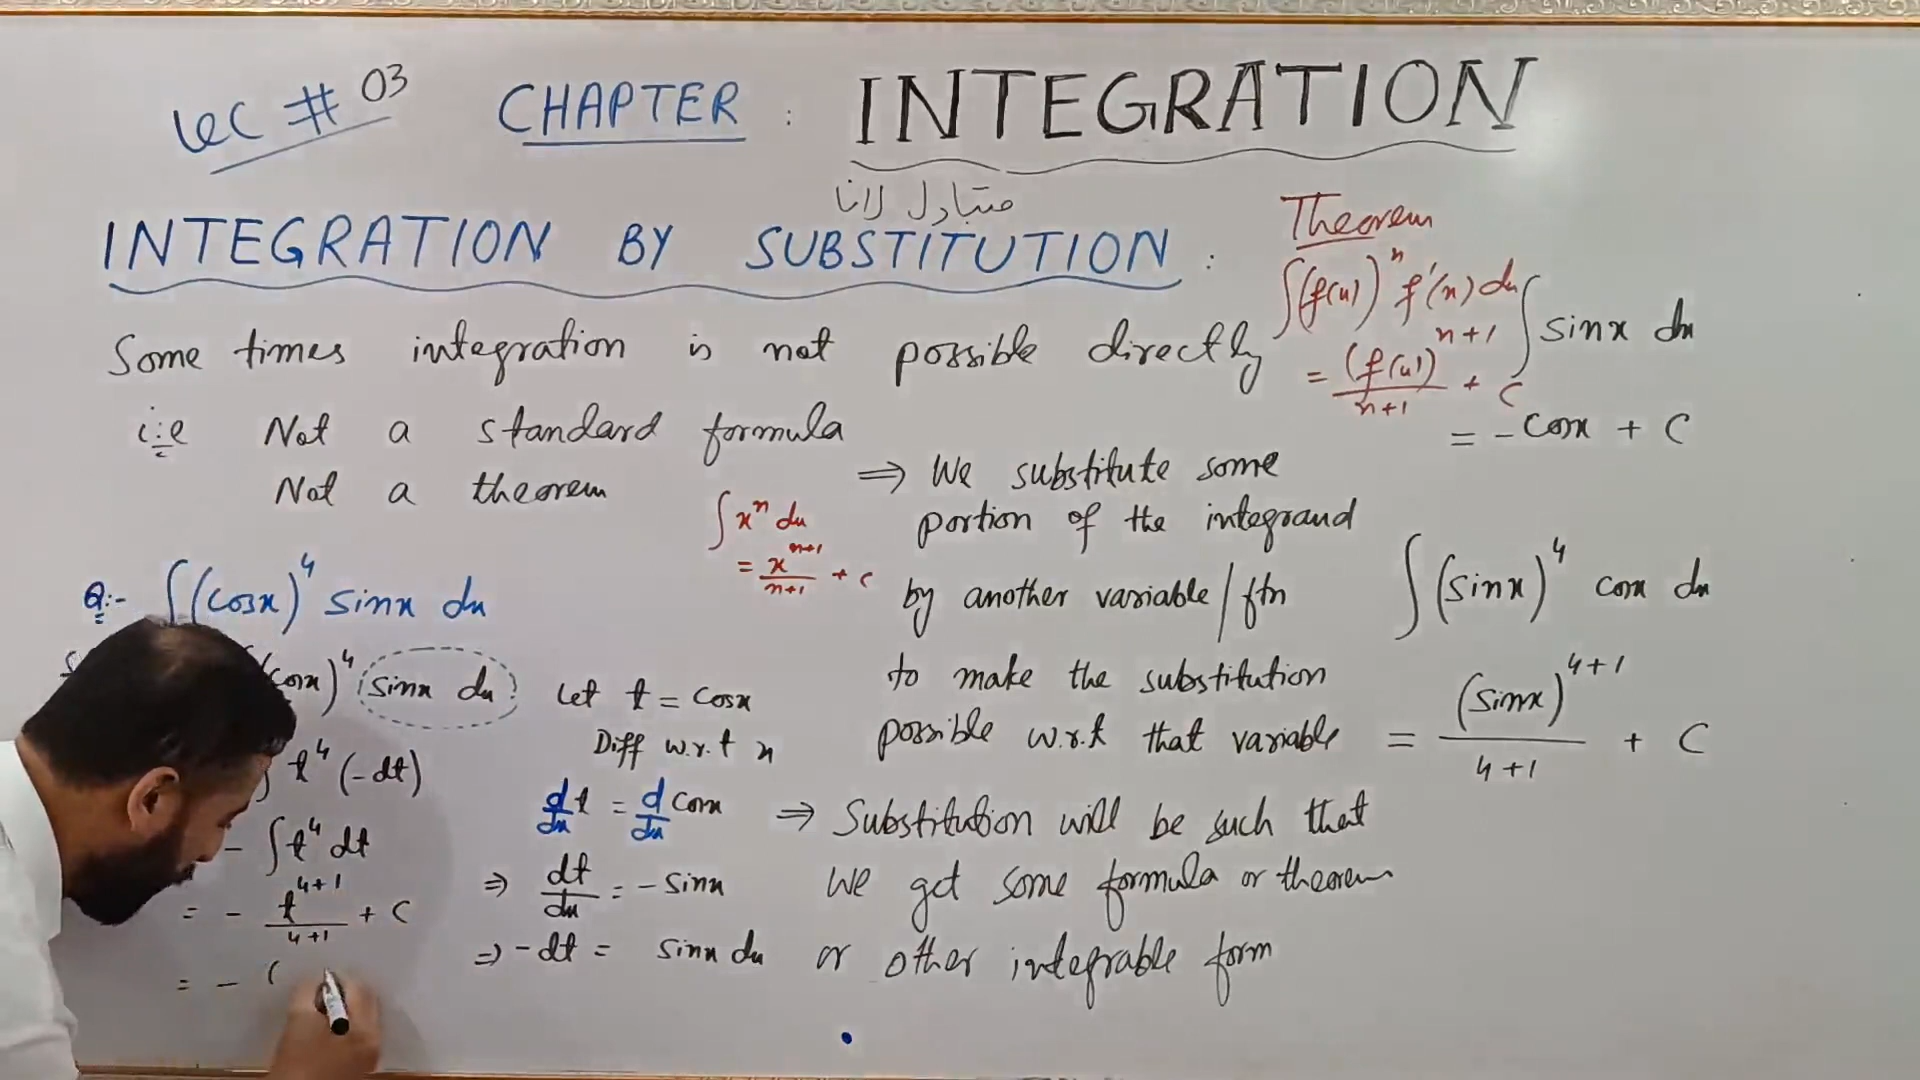 Lec # 03 CHAPTER : INTEGRATION
متبادل لانا
INTEGRATION BY SUBSTITUTION :
Some times integration is not possible directly
i.e Not a standard formula
Not a theorem
∫ xⁿ dx
= xⁿ⁺¹/n+1 + c
Q:- ∫(cosx)⁴ sinx dx
cosx)⁴ sinx dx
t⁴ (-dt)
- ∫ t⁴ dt
= - t⁴⁺¹/4+1 + C
= - (
Let t = cosx
Diff w.r.t x
d/dx t = d/dx cosx
⇒ dt/dx = - sinx
⇒ -dt = sinx dx
⇒ We substitute some
portion of the integrand
by another variable / ftn
to make the substitution
possible w.r.t that variable
⇒ Substitution will be such that
We get some formula or theorem
or other integrable form
Theorem
∫(f(x))ⁿ f'(x) dx
= (f(x))ⁿ⁺¹/n+1 + C
∫ sinx dx
= - cosx + C
∫ (sinx)⁴ cosx dx
= (sinx)⁴⁺¹/4+1 + C